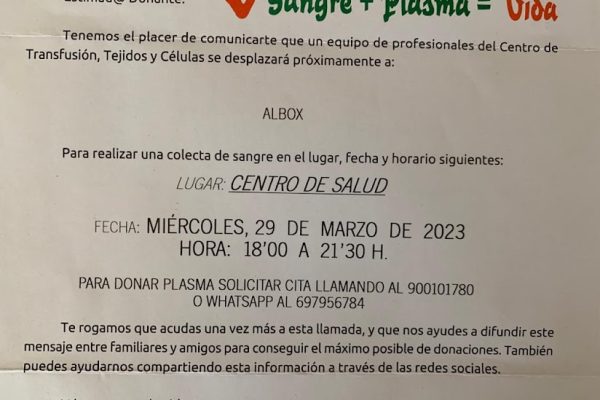 Estimad@ Donante:
Sangre + Plasma = Vida
Tenemos el placer de comunicarte que un equipo de profesionales del Centro de
Transfusión, Tejidos y Células se desplazará próximamente a:
ALBOX
Para realizar una colecta de sangre en el lugar, fecha y horario siguientes:
LUGAR: CENTRO DE SALUD
FECHA: MIÉRCOLES, 29 DE MARZO DE 2023
HORA: 18'00 A 21'30 H.
PARA DONAR PLASMA SOLICITAR CITA LLAMANDO AL 900101780
O WHATSAPP AL 697956784
Te rogamos que acudas una vez más a esta llamada, y que nos ayudes a difundir este
mensaje entre familiares y amigos para conseguir el máximo posible de donaciones. También
puedes ayudarnos compartiendo esta información a través de las redes sociales.